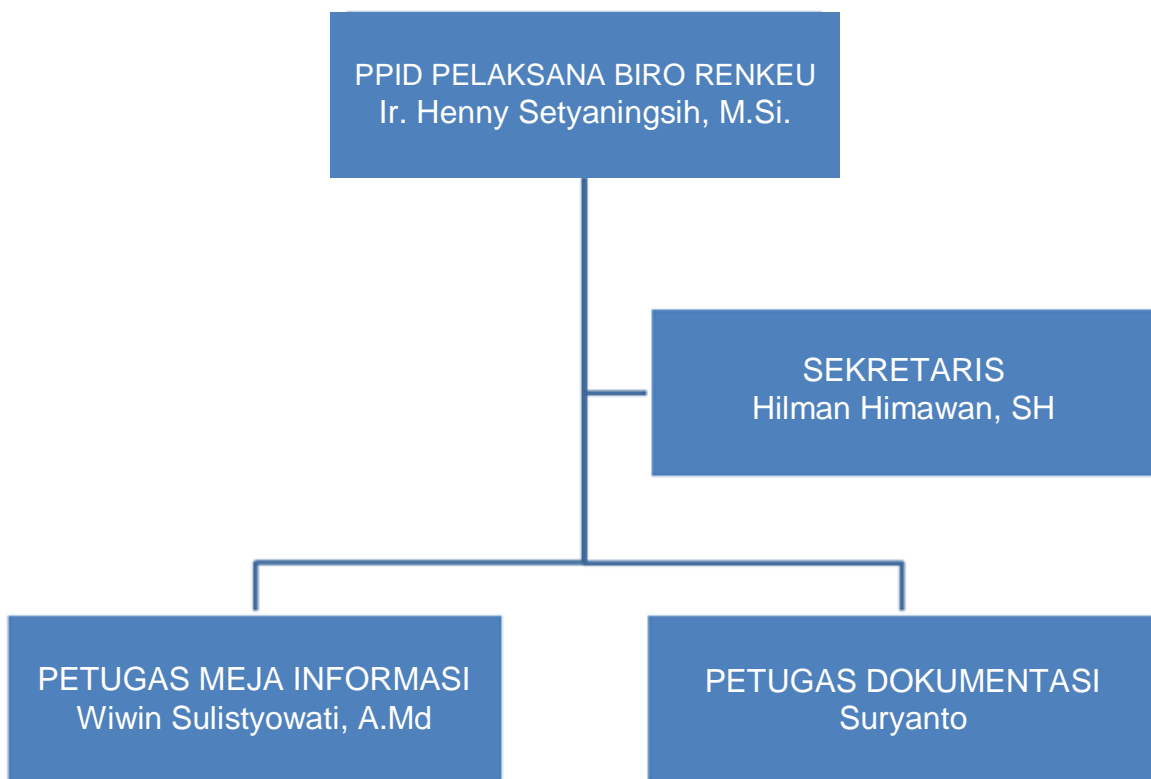 PPID PELAKSANA BIRO RENKEU
Ir. Henny Setyaningsih, M.Si.
SEKRETARIS
Hilman Himawan, SH
PETUGAS MEJA INFORMASI
Wiwin Sulistyowati, A.Md
PETUGAS DOKUMENTASI
Suryanto